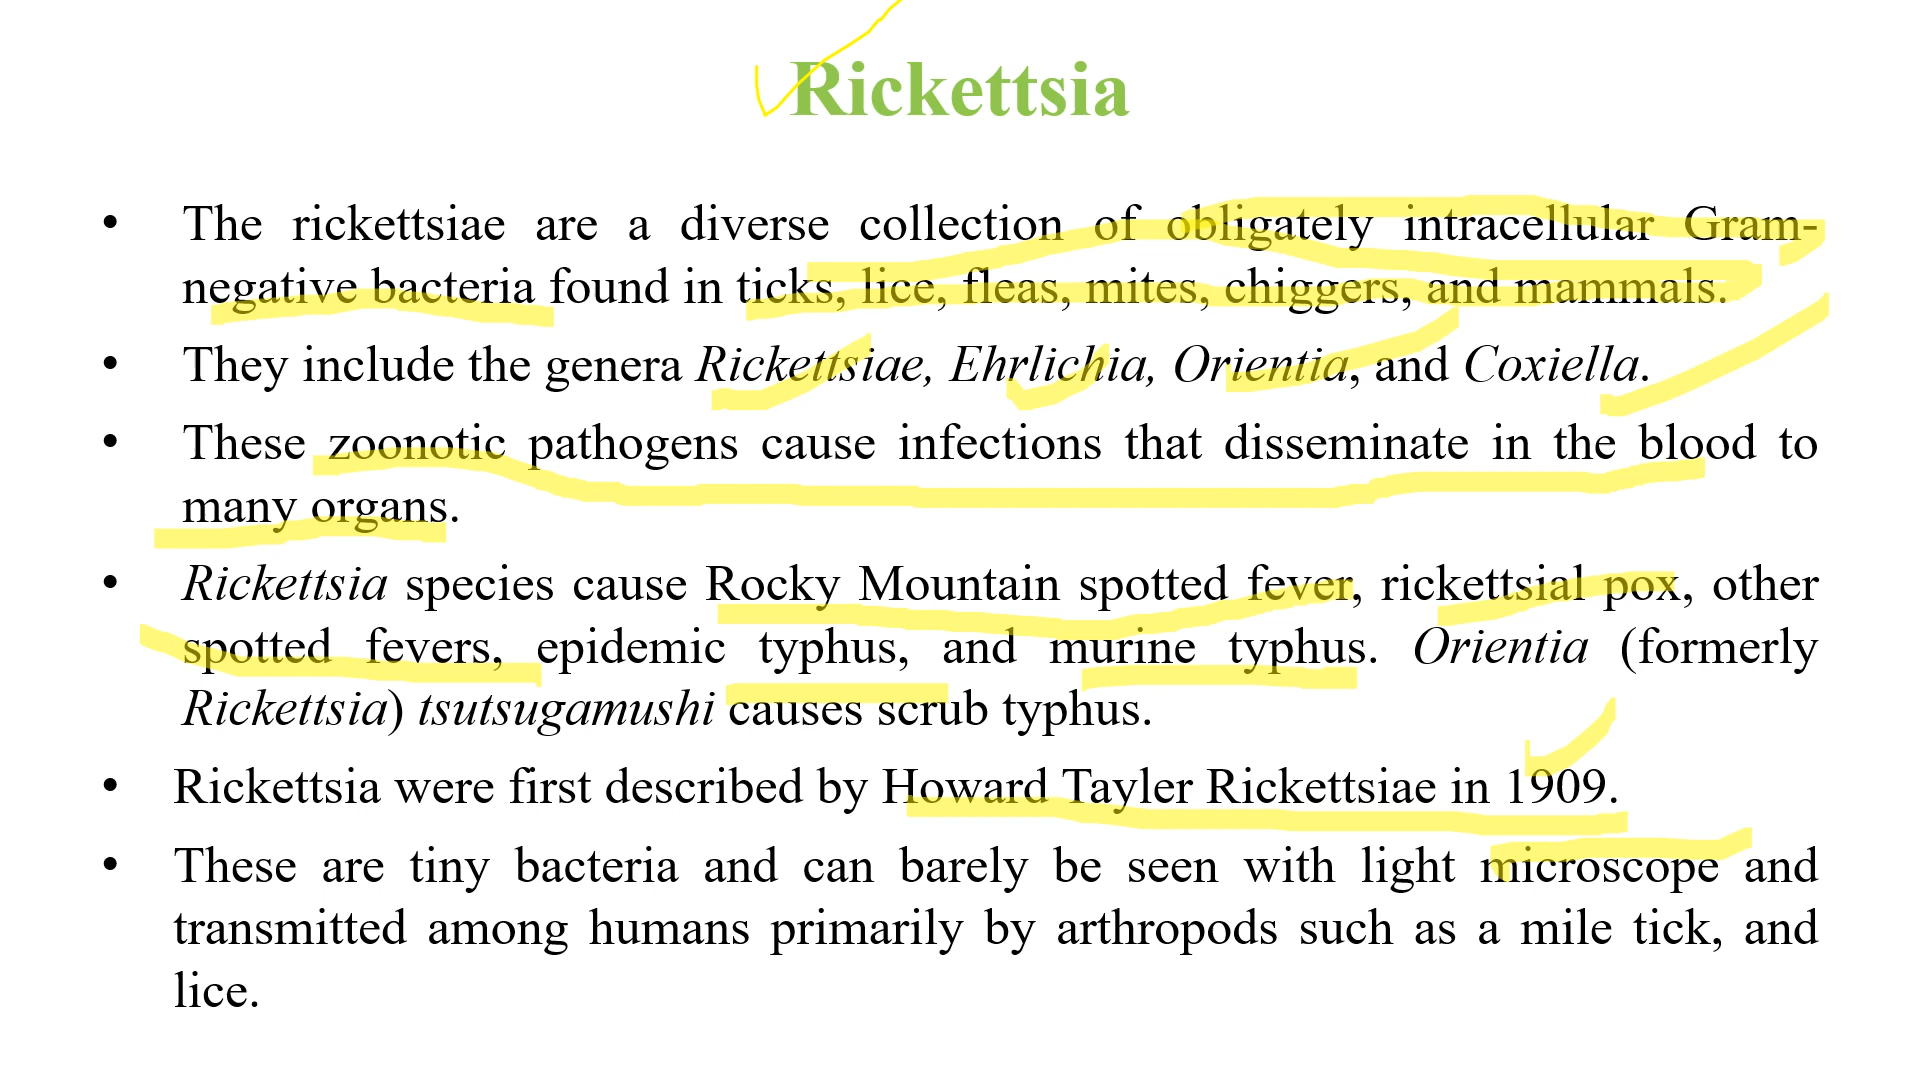 Rickettsia
• The rickettsiae are a diverse collection of obligately intracellular Gram-
negative bacteria found in ticks, lice, fleas, mites, chiggers, and mammals.
• They include the genera Rickettsiae, Ehrlichia, Orientia, and Coxiella.
• These zoonotic pathogens cause infections that disseminate in the blood to
many organs.
• Rickettsia species cause Rocky Mountain spotted fever, rickettsial pox, other
spotted fevers, epidemic typhus, and murine typhus. Orientia (formerly
Rickettsia) tsutsugamushi causes scrub typhus.
• Rickettsia were first described by Howard Tayler Rickettsiae in 1909.
• These are tiny bacteria and can barely be seen with light microscope and
transmitted among humans primarily by arthropods such as a mile tick, and
lice.